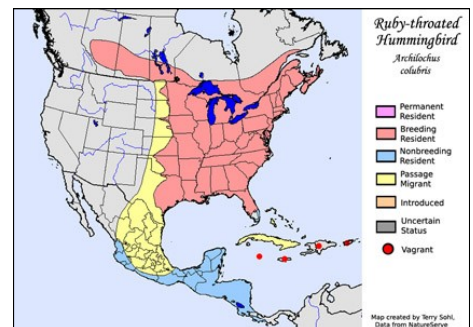 Ruby-throated
Hummingbird
Archilochus
colubris
Permanent
Resident
Breeding
Resident
Nonbreeding
Resident
Passage
Migrant
Introduced
Uncertain
Status
Vagrant
Map created by Terry Sohl,
Data from NatureServe